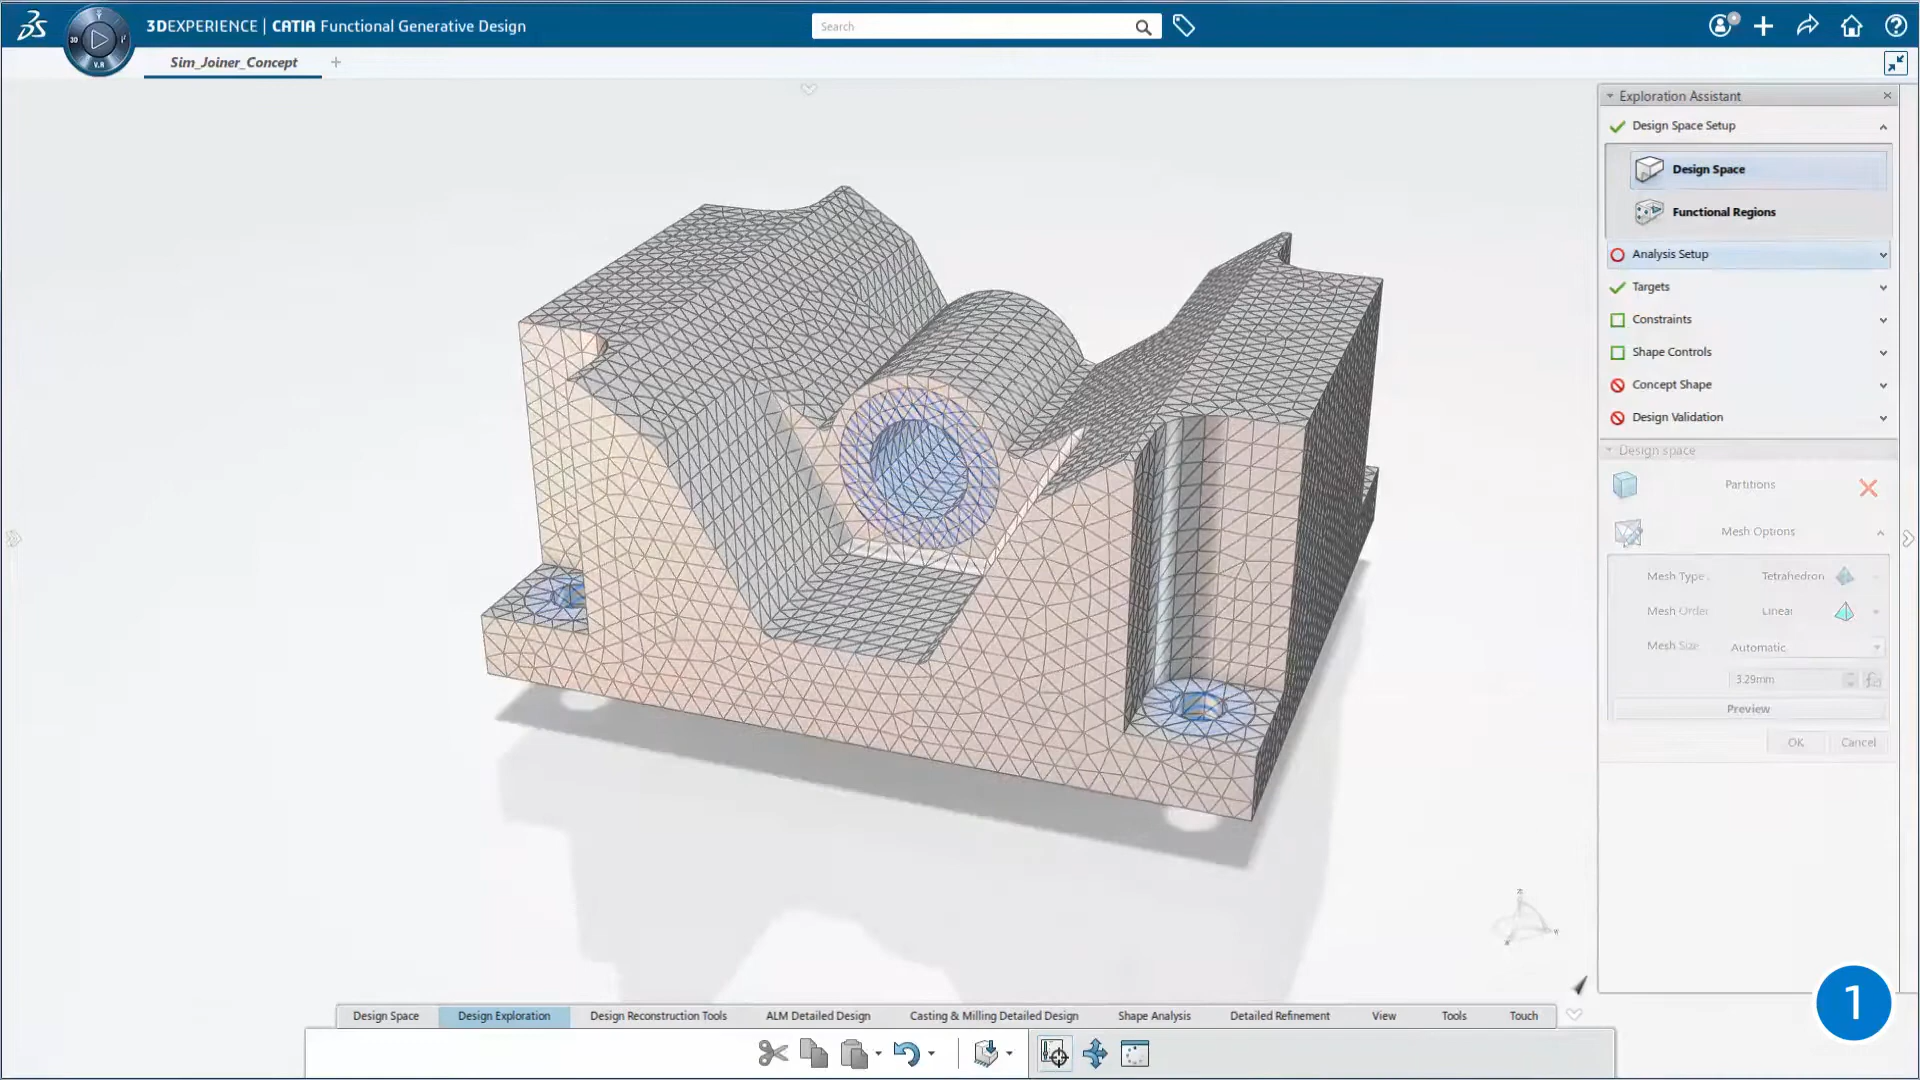 3DEXPERIENCE | CATIA Functional Generative Design
Search
3D
V.R
Sim_Joiner_Concept
Exploration Assistant
Design Space Setup
Design Space
Functional Regions
Analysis Setup
Targets
Constraints
Shape Controls
Concept Shape
Design Validation
Design space
Partitions
Mesh Options
Mesh Type Tetrahedron
Mesh Order Linear
Mesh Size Automatic
3.29mm
Preview
OK Cancel
1
Design Space Design Exploration Design Reconstruction Tools ALM Detailed Design Casting & Milling Detailed Design Shape Analysis Detailed Refinement View Tools Touch